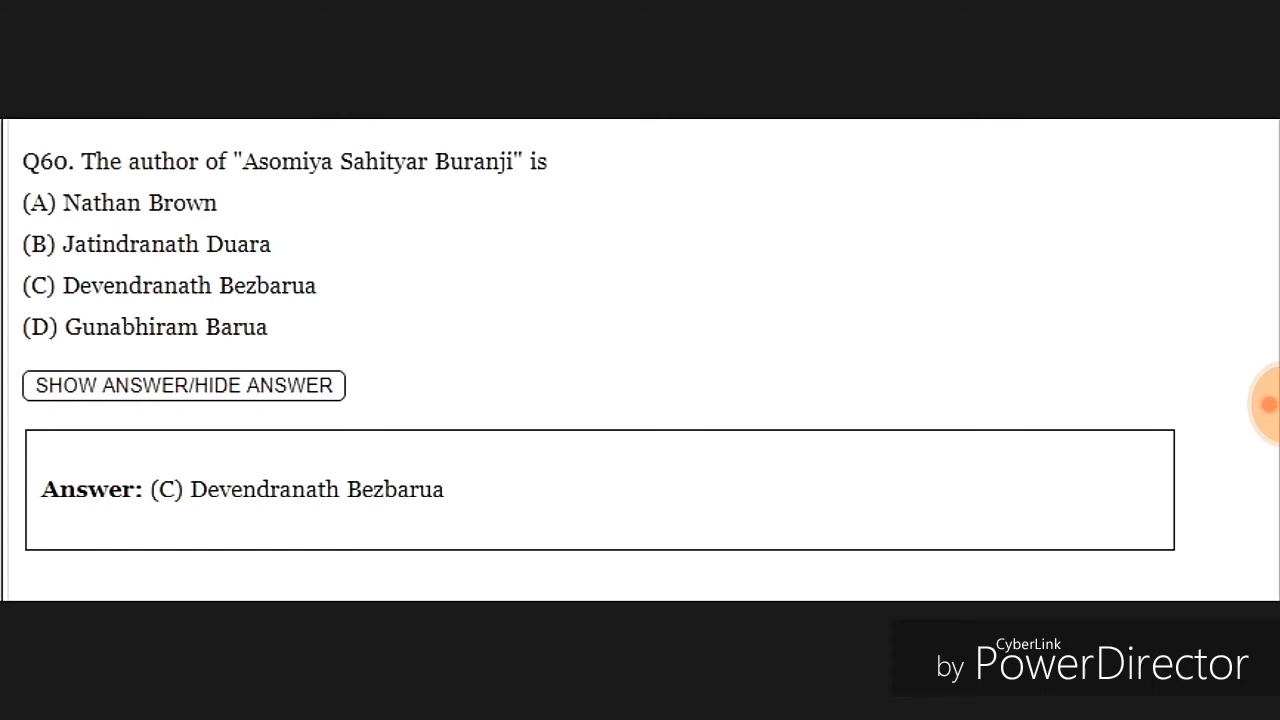 Q60. The author of "Asomiya Sahityar Buranji" is
(A) Nathan Brown
(B) Jatindranath Duara
(C) Devendranath Bezbarua
(D) Gunabhiram Barua
SHOW ANSWER/HIDE ANSWER
Answer: (C) Devendranath Bezbarua
CyberLink
by PowerDirector